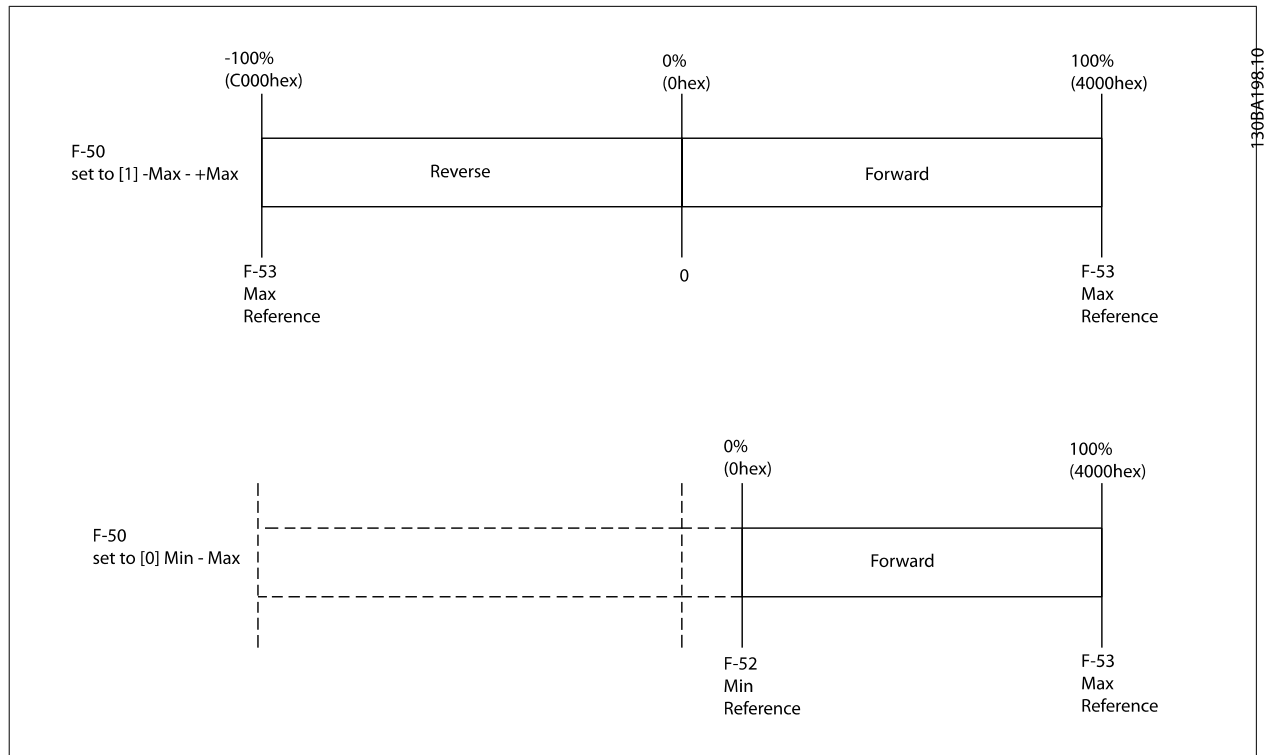 -100%
(C000hex)
0%
(0hex)
100%
(4000hex)
130BA198.10
F-50
set to [1] -Max - +Max
Reverse
Forward
F-53
Max
Reference
0
F-53
Max
Reference
0%
(0hex)
100%
(4000hex)
F-50
set to [0] Min - Max
Forward
F-52
Min
Reference
F-53
Max
Reference